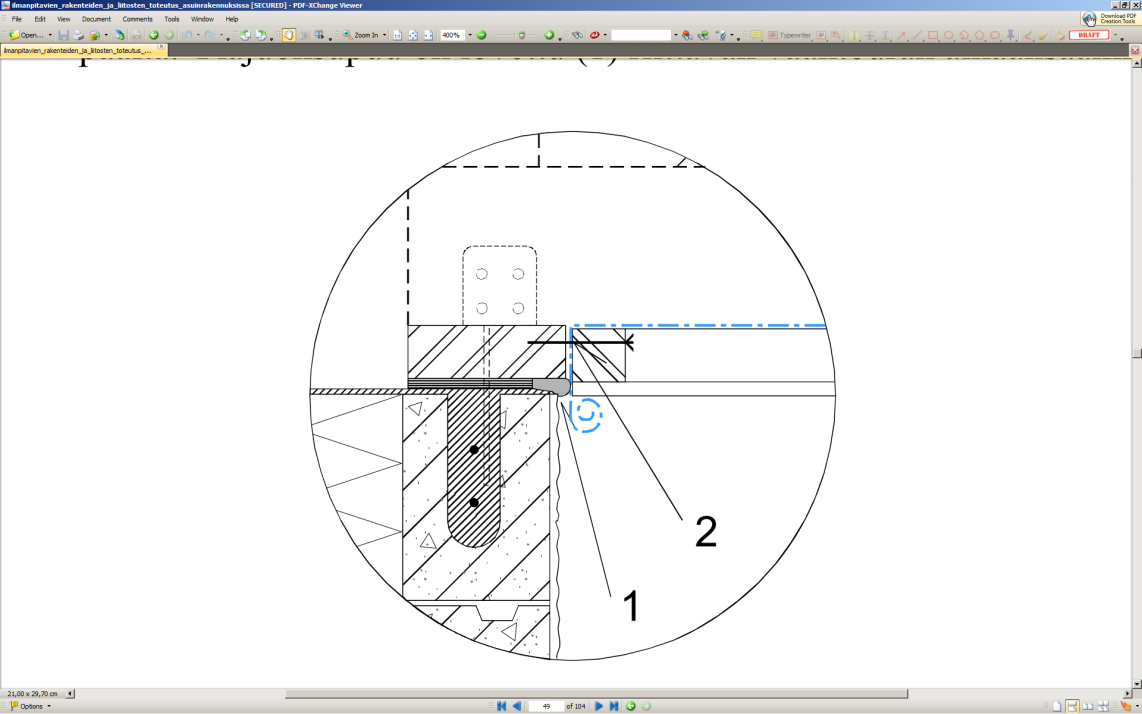 ilmanpitavien_rakenteiden_ja_liitosten_toteutus_asuinrakennuksissa [SECURED] - PDF-XChange Viewer
File Edit View Document Comments Tools Window Help
Download PDF
Creation Tools
Open... Zoom In 400% Typewriter DRAFT
ilmanpitavien_rakenteiden_ja_liitosten_toteutus_...
2
1
21,00 x 29,70 cm
Options 49 of 104